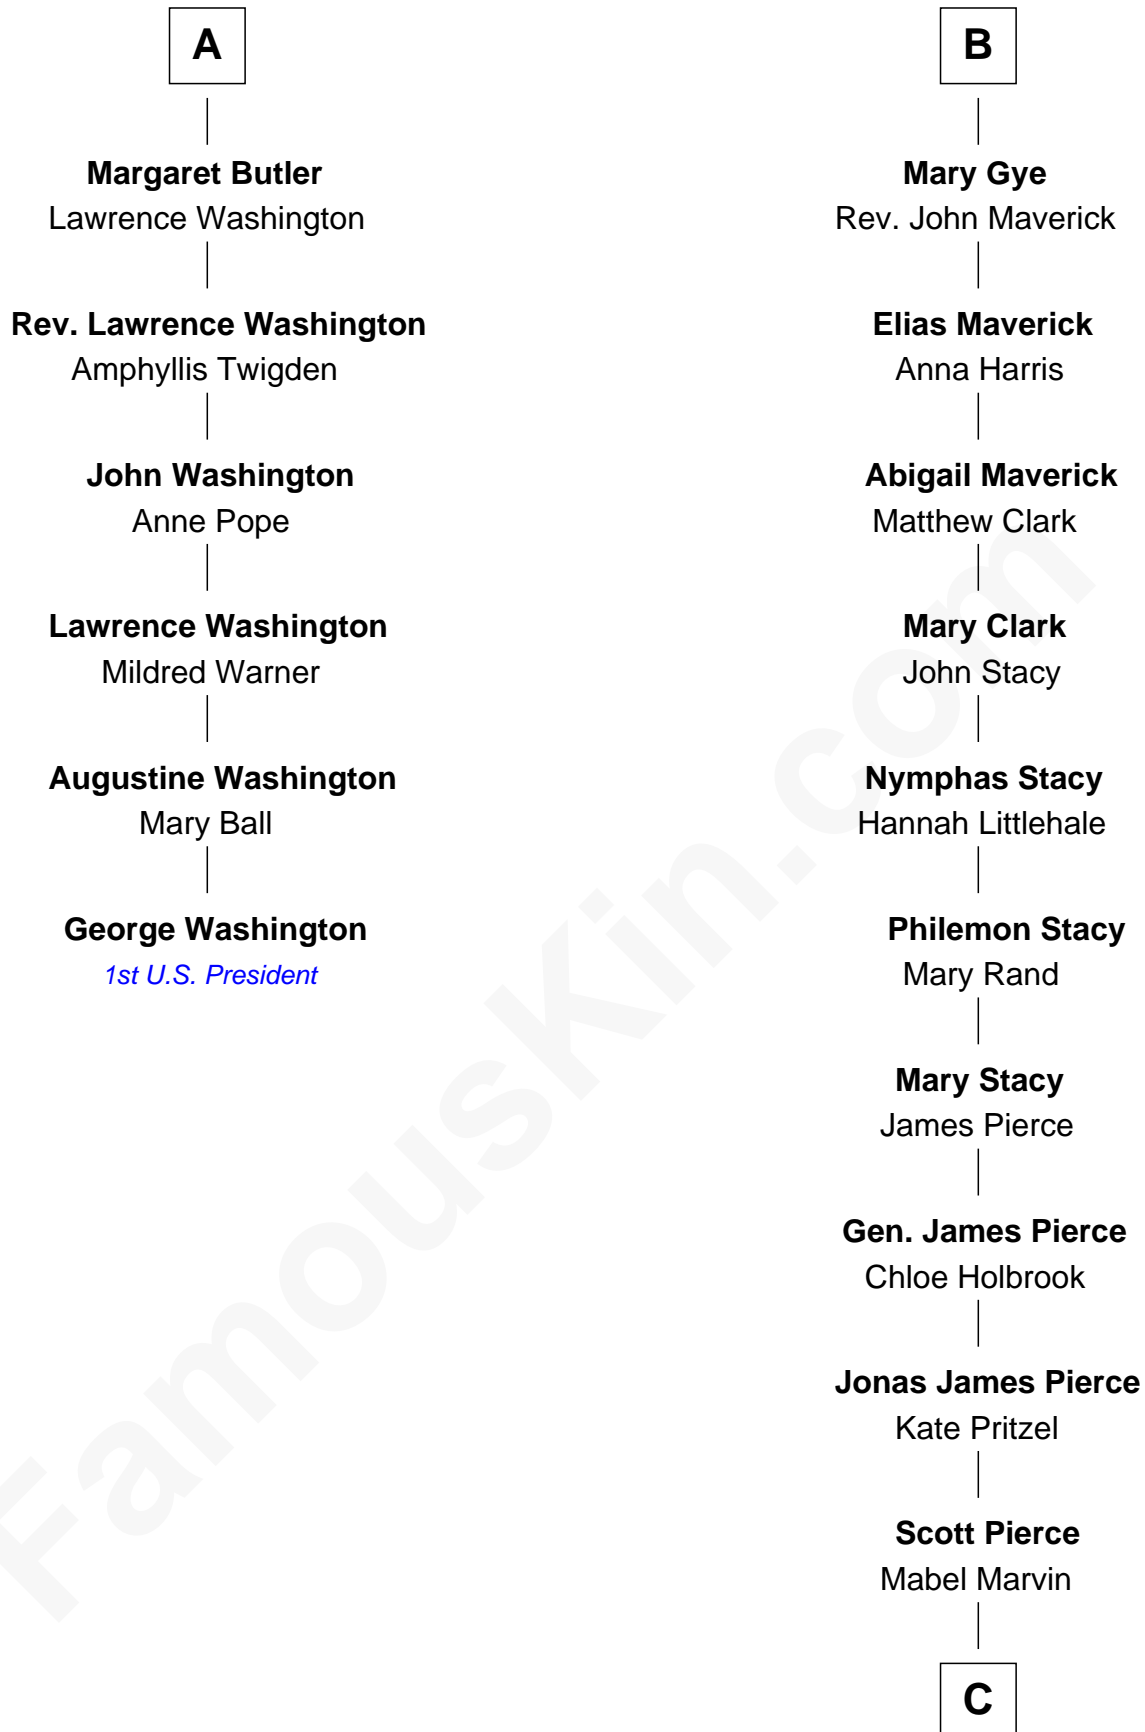 A
Margaret Butler
Lawrence Washington
Rev. Lawrence Washington
Amphyllis Twigden
John Washington
Anne Pope
Lawrence Washington
Mildred Warner
Augustine Washington
Mary Ball
George Washington
1st U.S. President
B
Mary Gye
Rev. John Maverick
Elias Maverick
Anna Harris
Abigail Maverick
Matthew Clark
Mary Clark
John Stacy
Nymphas Stacy
Hannah Littlehale
Philemon Stacy
Mary Rand
Mary Stacy
James Pierce
Gen. James Pierce
Chloe Holbrook
Jonas James Pierce
Kate Pritzel
Scott Pierce
Mabel Marvin
C
FamousKin.com